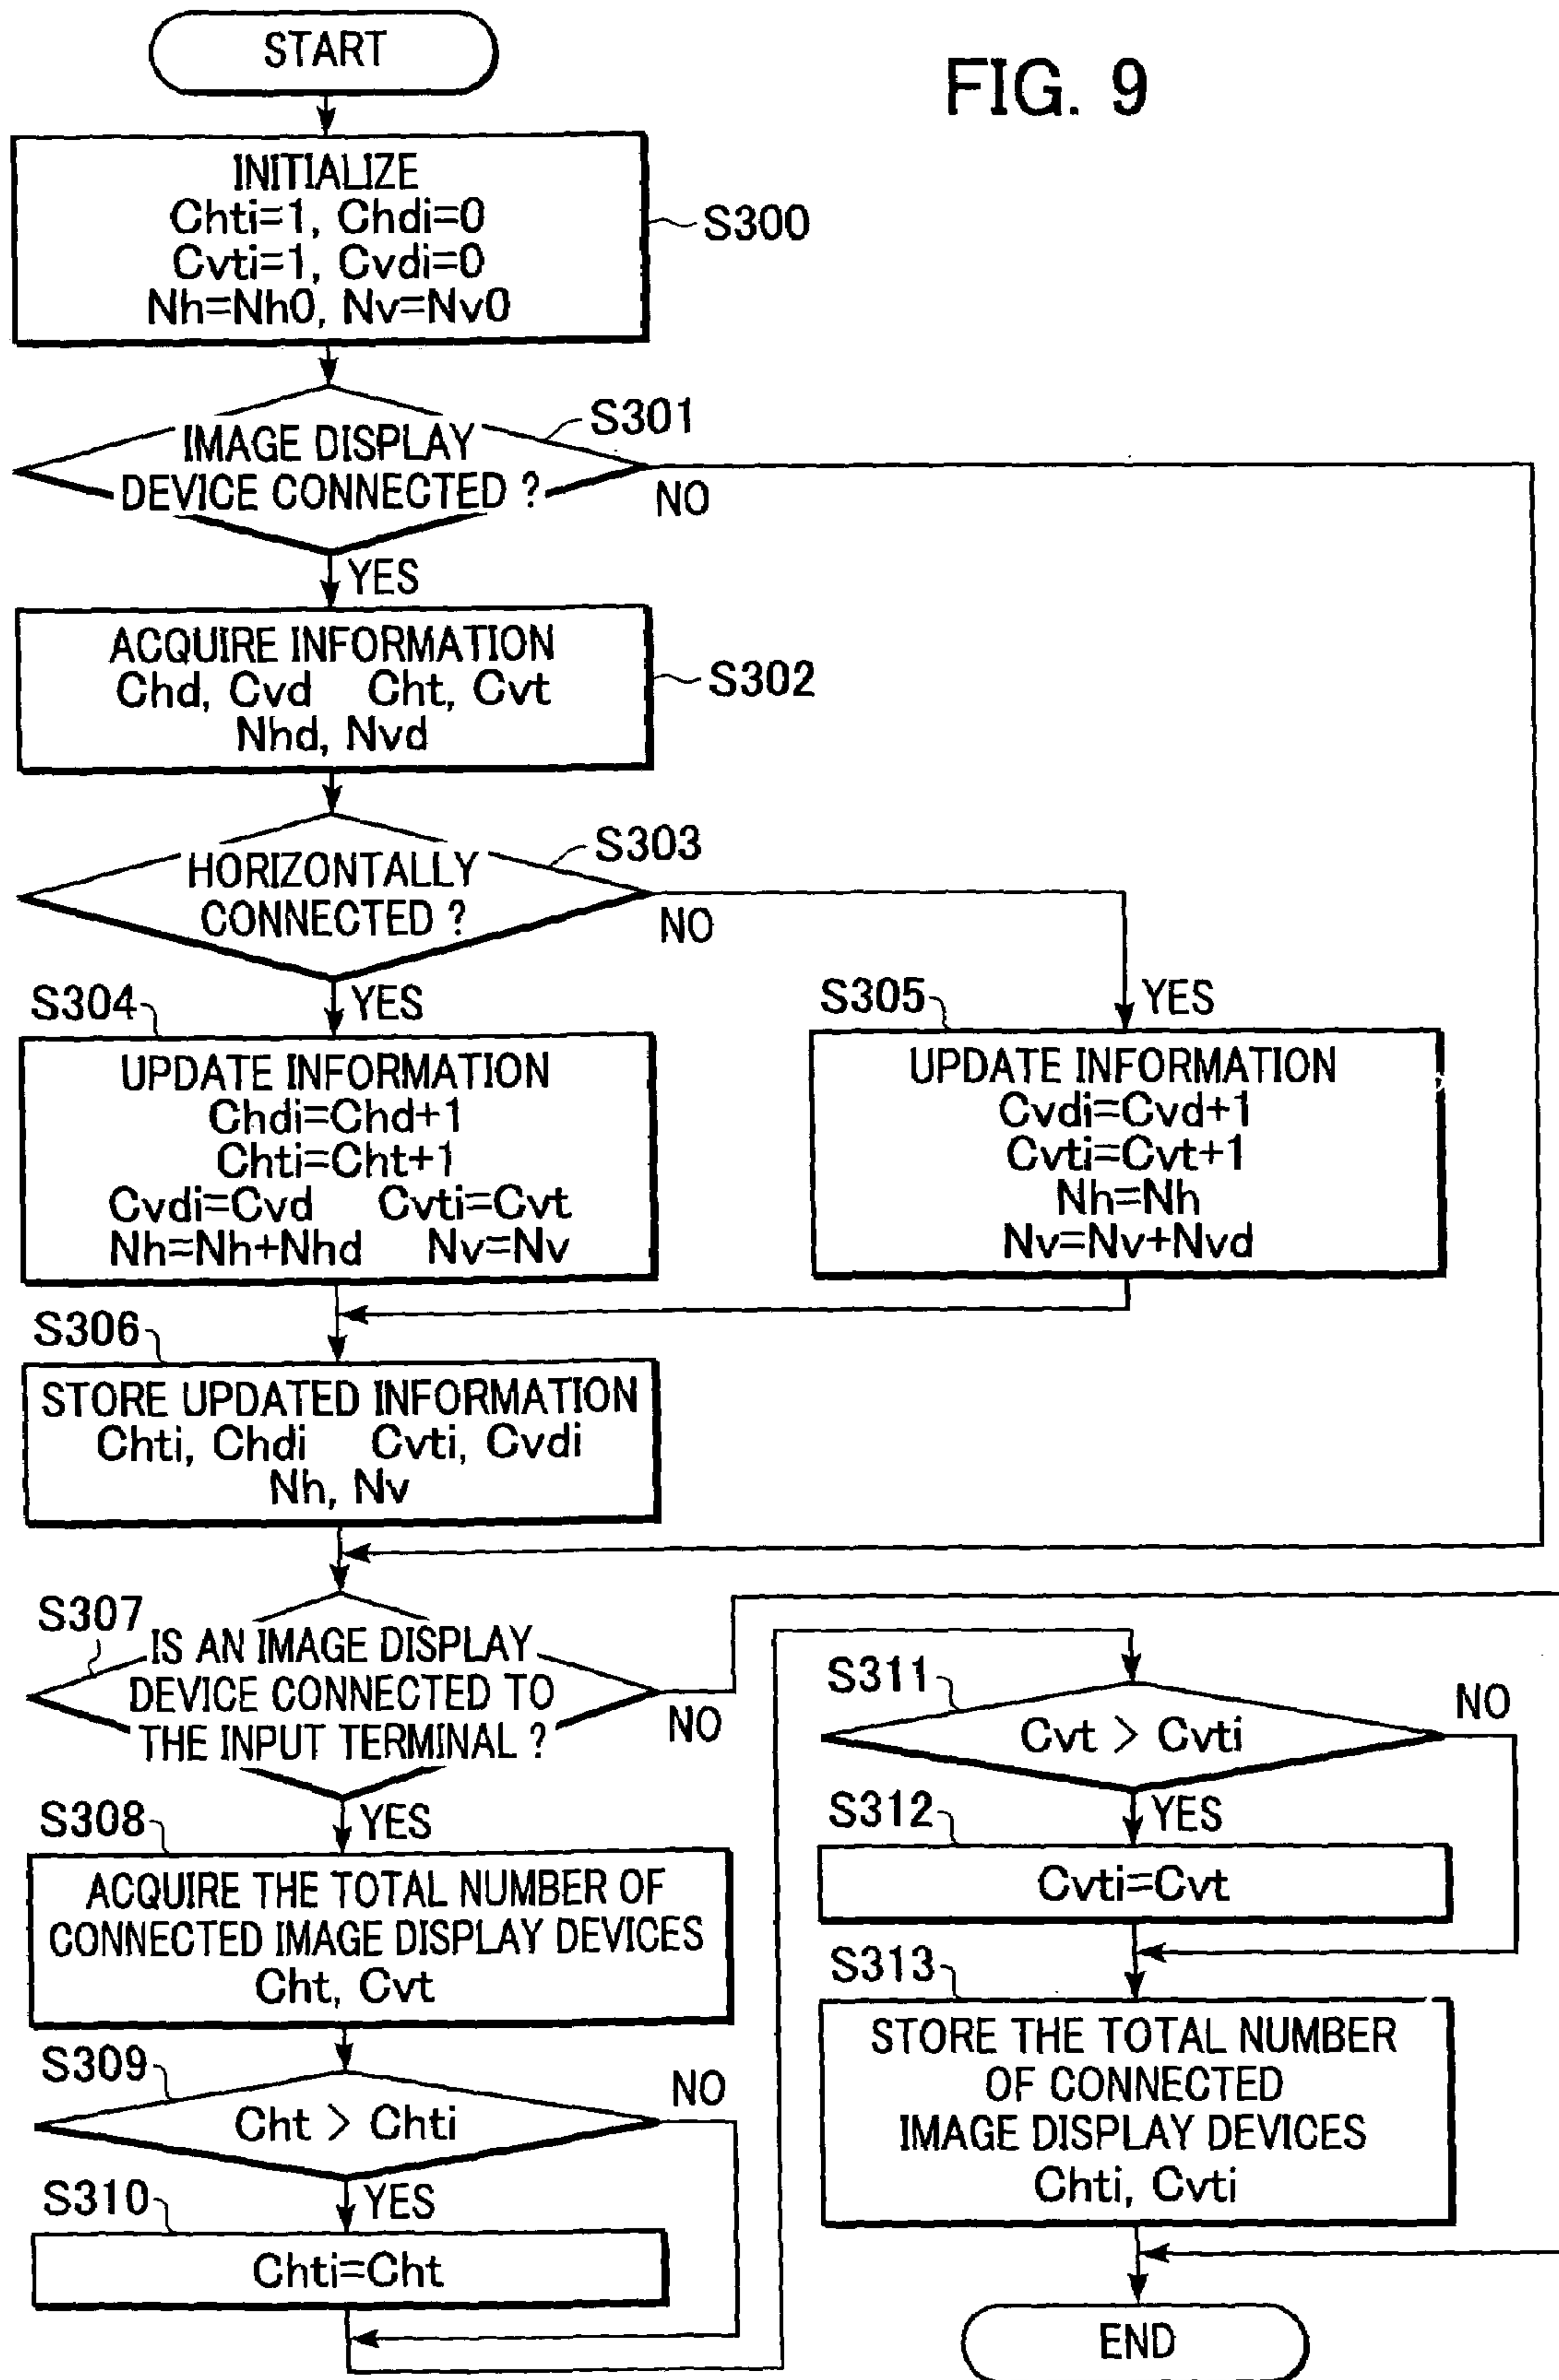 START
FIG. 9
INITIALIZE
Chti=1, Chdi=0
Cvti=1, Cvdi=0
Nh=Nh0, Nv=Nv0
S300
S301
IMAGE DISPLAY
DEVICE CONNECTED ?
NO
YES
ACQUIRE INFORMATION
Chd, Cvd Cht, Cvt
Nhd, Nvd
S302
S303
HORIZONTALLY
CONNECTED ?
NO
YES
S304
UPDATE INFORMATION
Chdi=Chd+1
Chti=Cht+1
Cvdi=Cvd Cvti=Cvt
Nh=Nh+Nhd Nv=Nv
YES
S305
UPDATE INFORMATION
Cvdi=Cvd+1
Cvti=Cvt+1
Nh=Nh
Nv=Nv+Nvd
S306
STORE UPDATED INFORMATION
Chti, Chdi Cvti, Cvdi
Nh, Nv
S307
IS AN IMAGE DISPLAY
DEVICE CONNECTED TO
THE INPUT TERMINAL ?
NO
YES
S308
ACQUIRE THE TOTAL NUMBER OF
CONNECTED IMAGE DISPLAY DEVICES
Cht, Cvt
S309
Cht > Chti
NO
YES
S310
Chti=Cht
S311
Cvt > Cvti
NO
YES
S312
Cvti=Cvt
S313
STORE THE TOTAL NUMBER
OF CONNECTED
IMAGE DISPLAY DEVICES
Chti, Cvti
END